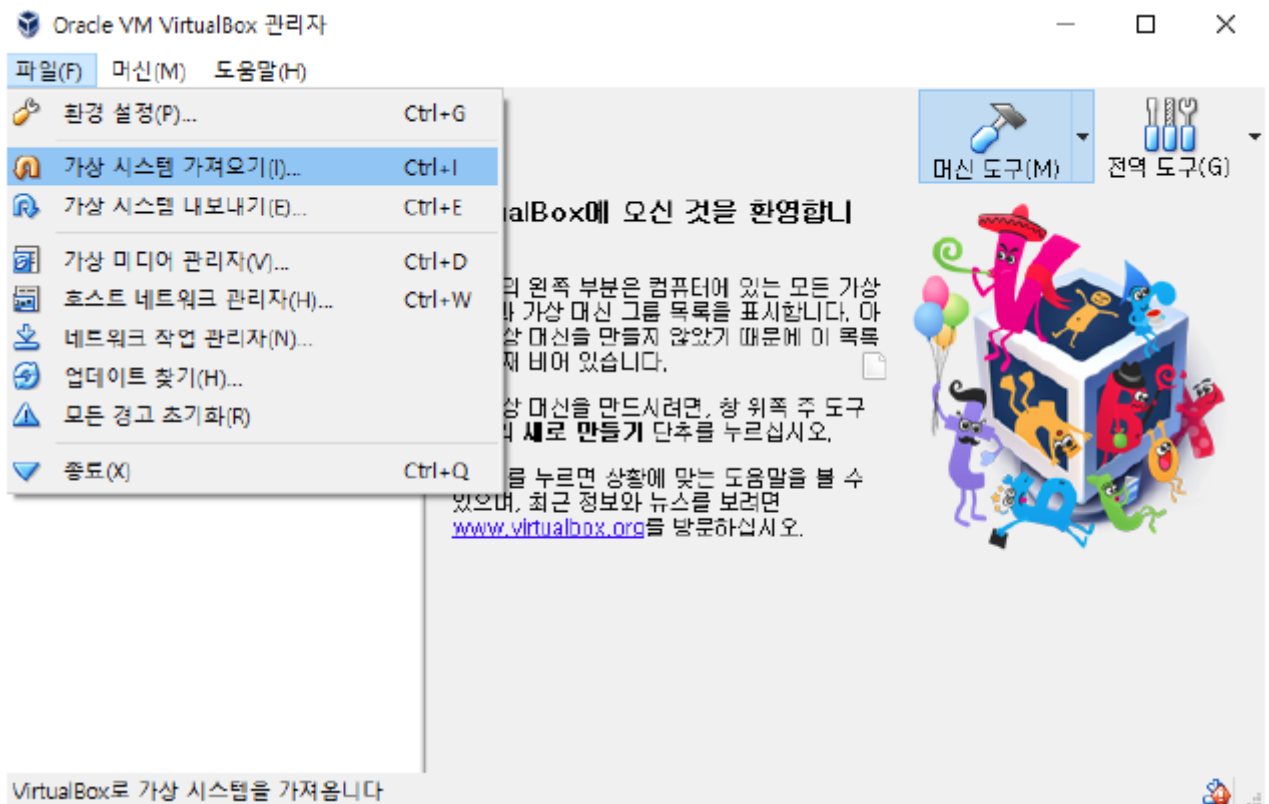 Oracle VM VirtualBox 관리자
파일(F) 머신(M) 도움말(H)
환경 설정(P)... Ctrl+G
가상 시스템 가져오기(I)... Ctrl+I
가상 시스템 내보내기(E)... Ctrl+E
가상 미디어 관리자(V)... Ctrl+D
호스트 네트워크 관리자(H)... Ctrl+W
네트워크 작업 관리자(N)...
업데이트 찾기(H)...
모든 경고 초기화(R)
종료(X) Ctrl+Q
머신 도구(M) 전역 도구(G)
ualBox에 오신 것을 환영합니
왼쪽 부분은 컴퓨터에 있는 모든 가상
가상 머신 그룹 목록을 표시합니다. 아
상 머신을 만들지 않았기 때문에 이 목록
재 비어 있습니다.
상 머신을 만드시려면, 창 위쪽 주 도구
새로 만들기 단추를 누르십시오.
를 누르면 상황에 맞는 도움말을 볼 수
있으며, 최근 정보와 뉴스를 보려면
www.virtualbox.org를 방문하십시오.
VirtualBox로 가상 시스템을 가져옵니다